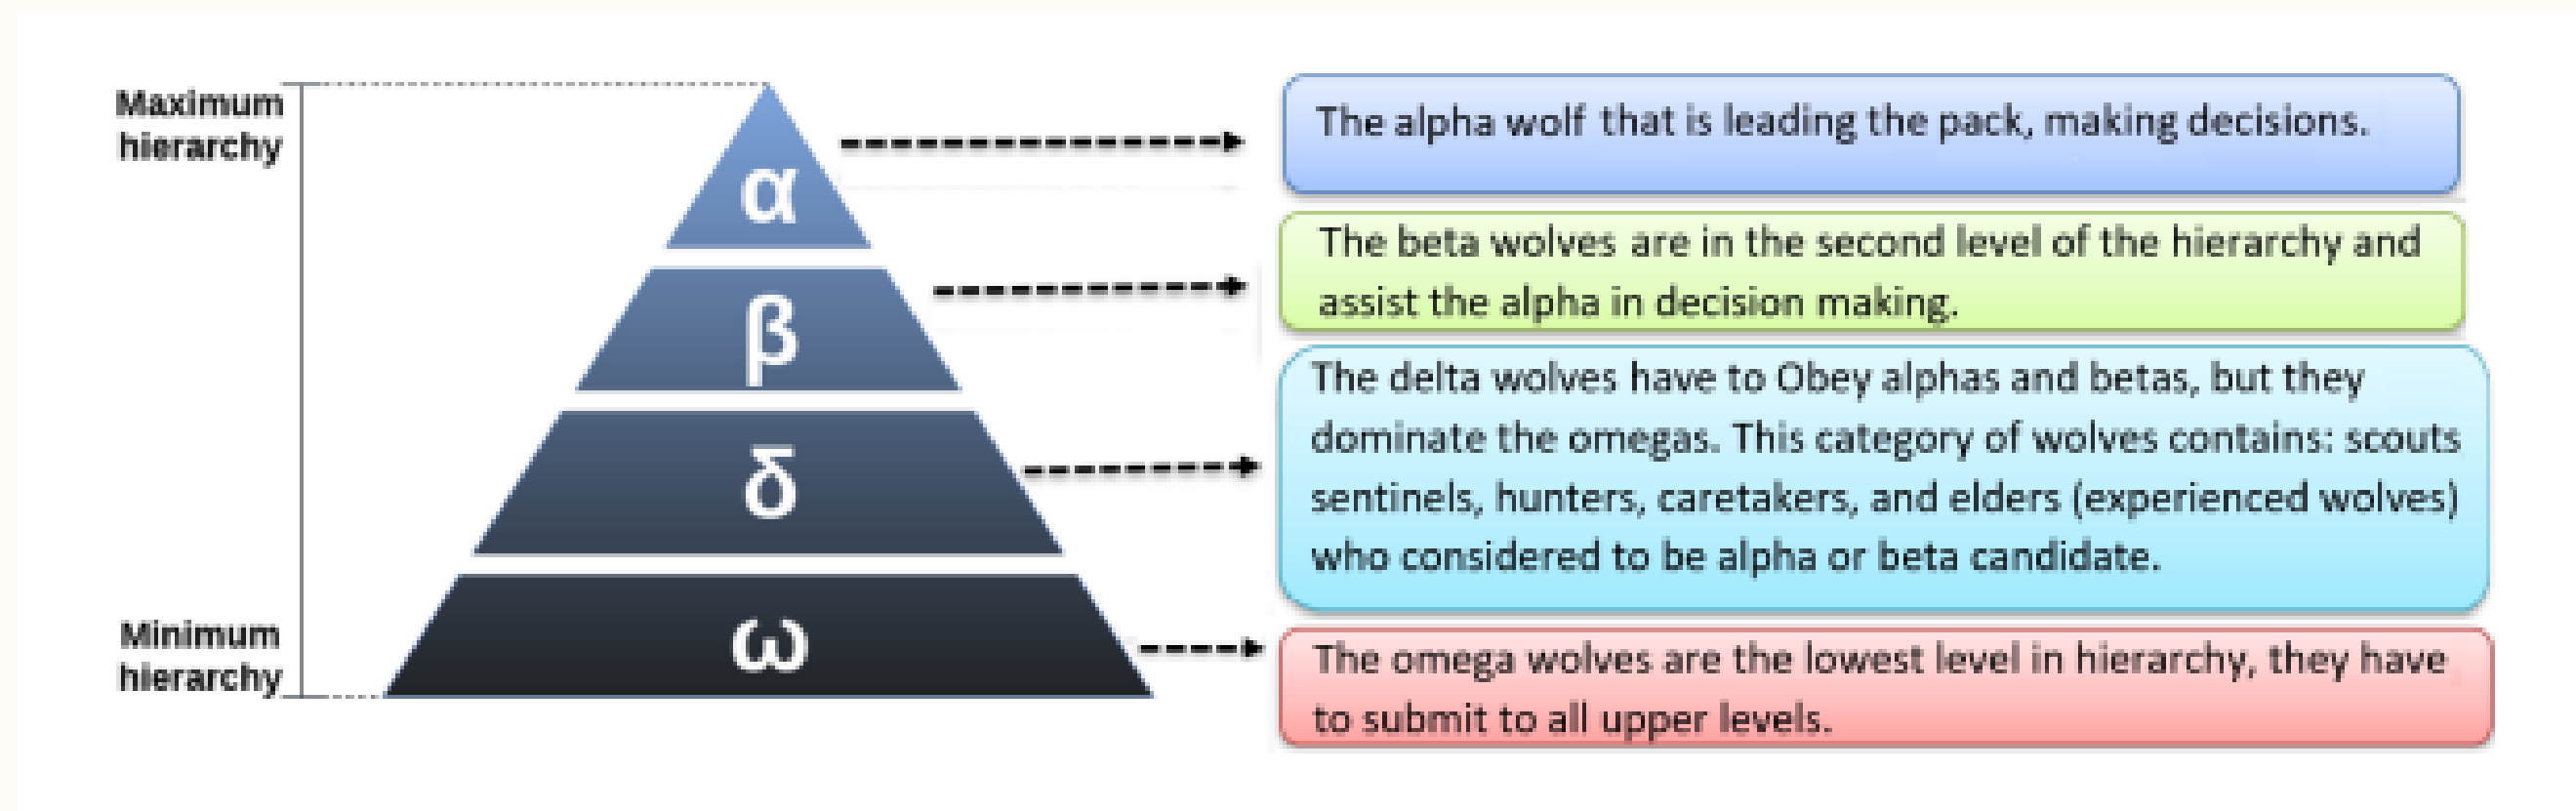 Maximum
hierarchy
α
The alpha wolf that is leading the pack, making decisions.
β
The beta wolves are in the second level of the hierarchy and
assist the alpha in decision making.
δ
The delta wolves have to Obey alphas and betas, but they
dominate the omegas. This category of wolves contains: scouts
sentinels, hunters, caretakers, and elders (experienced wolves)
who considered to be alpha or beta candidate.
Minimum
hierarchy
ω
The omega wolves are the lowest level in hierarchy, they have
to submit to all upper levels.